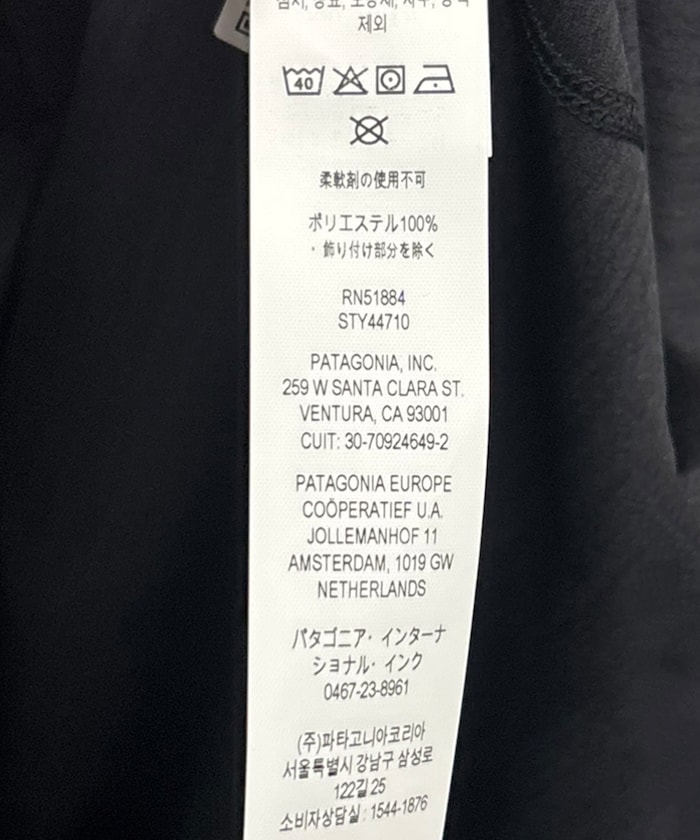 제외
40
柔軟剤の使用不可
ポリエステル100%
・飾り付け部分を除く
RN51884
STY44710
PATAGONIA, INC.
259 W SANTA CLARA ST.
VENTURA, CA 93001
CUIT: 30-70924649-2
PATAGONIA EUROPE
COÖPERATIEF U.A.
JOLLEMANHOF 11
AMSTERDAM, 1019 GW
NETHERLANDS
パタゴニア・インターナ
ショナル・インク
0467-23-8961
(주)파타고니아코리아
서울특별시 강남구 삼성로
122길 25
소비자상담실 : 1544-1876